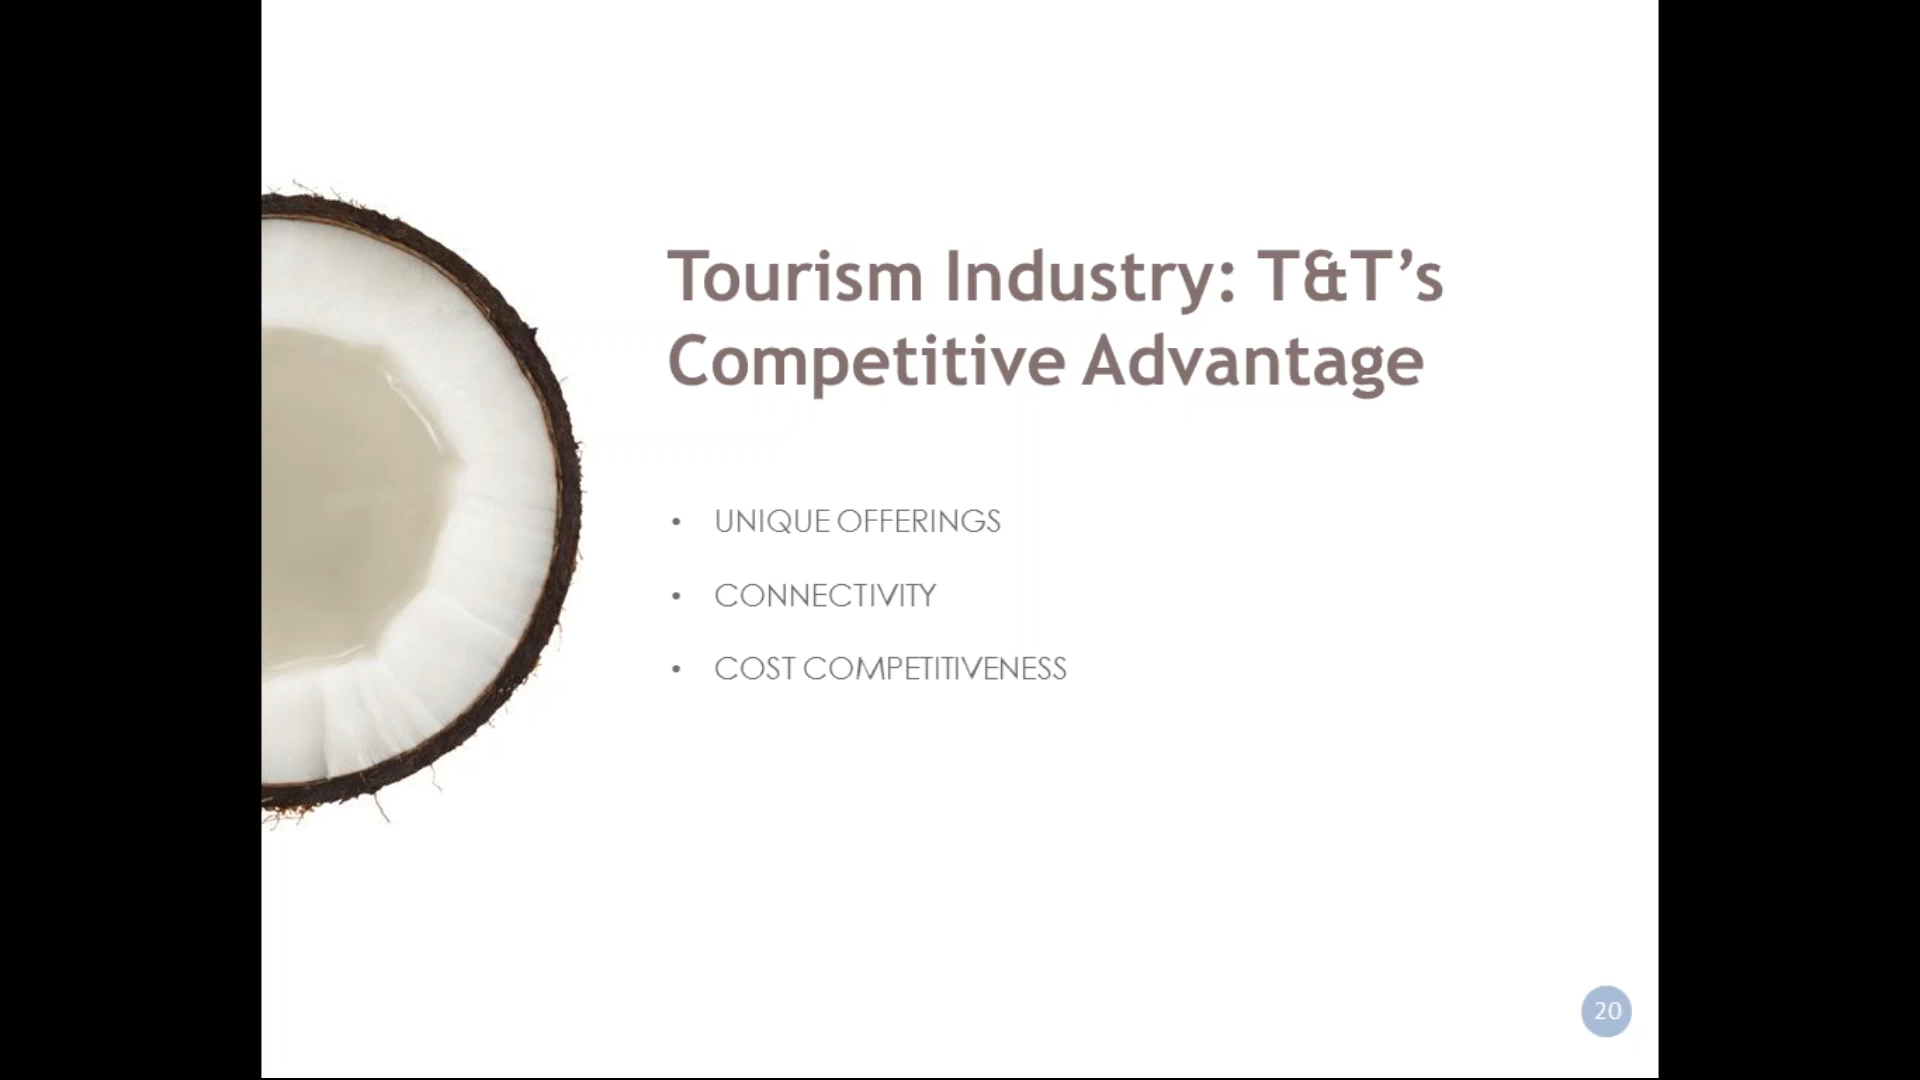 Tourism Industry: T&T’s
Competitive Advantage
• UNIQUE OFFERINGS
• CONNECTIVITY
• COST COMPETITIVENESS
20